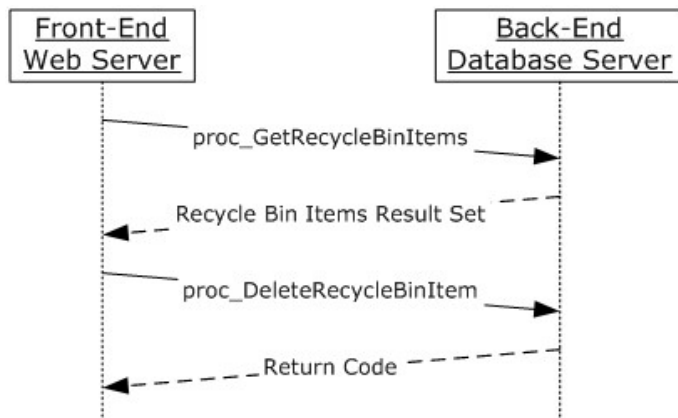 Front-End
Web Server
Back-End
Database Server
proc_GetRecycleBinItems
Recycle Bin Items Result Set
proc_DeleteRecycleBinItem
Return Code